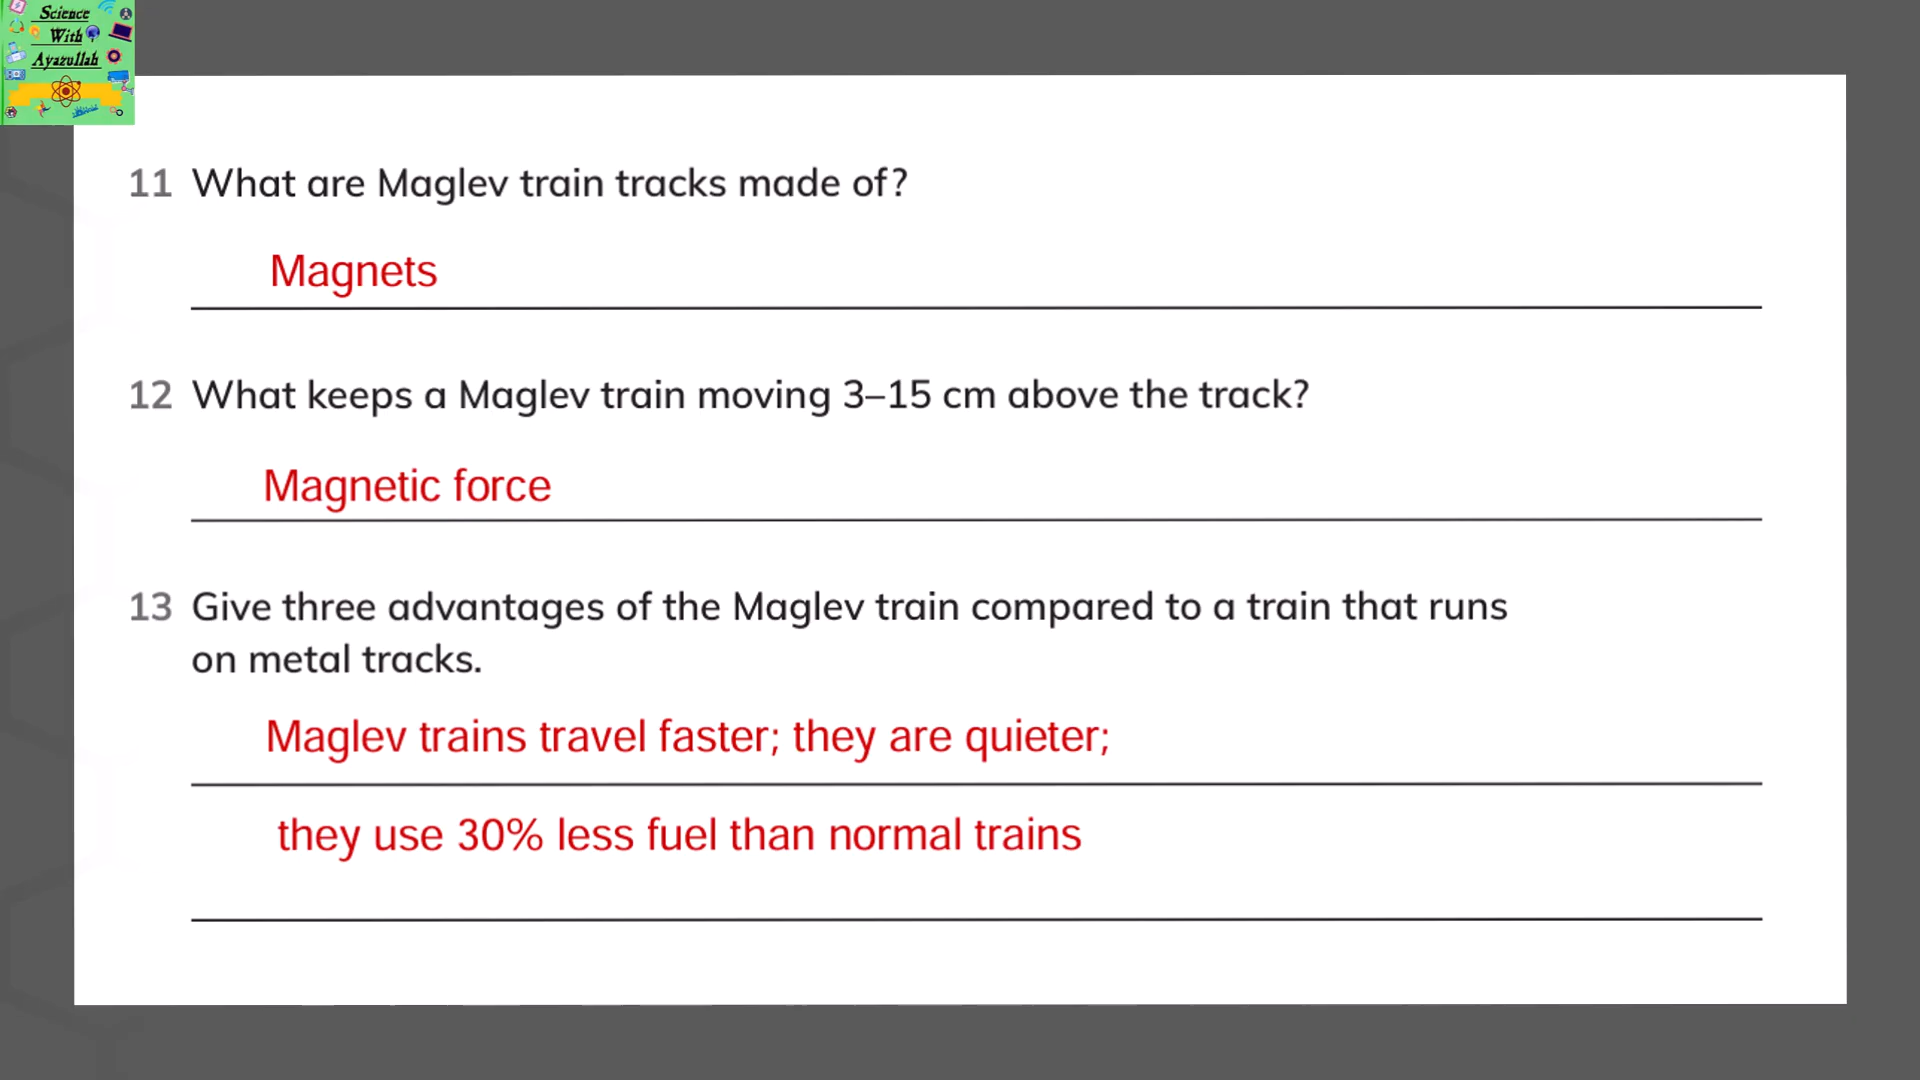 Science
With
Ayazullah
11 What are Maglev train tracks made of?
Magnets
12 What keeps a Maglev train moving 3–15 cm above the track?
Magnetic force
13 Give three advantages of the Maglev train compared to a train that runs
on metal tracks.
Maglev trains travel faster; they are quieter;
they use 30% less fuel than normal trains